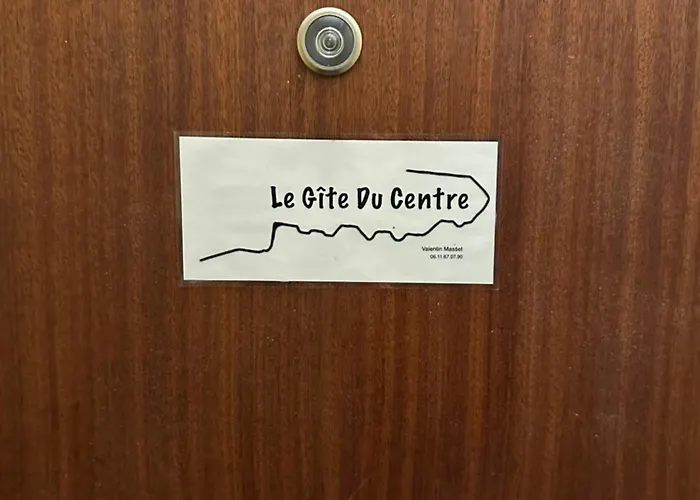 Le Gîte Du Centre
Valentin Masset
06.11.67.07.90